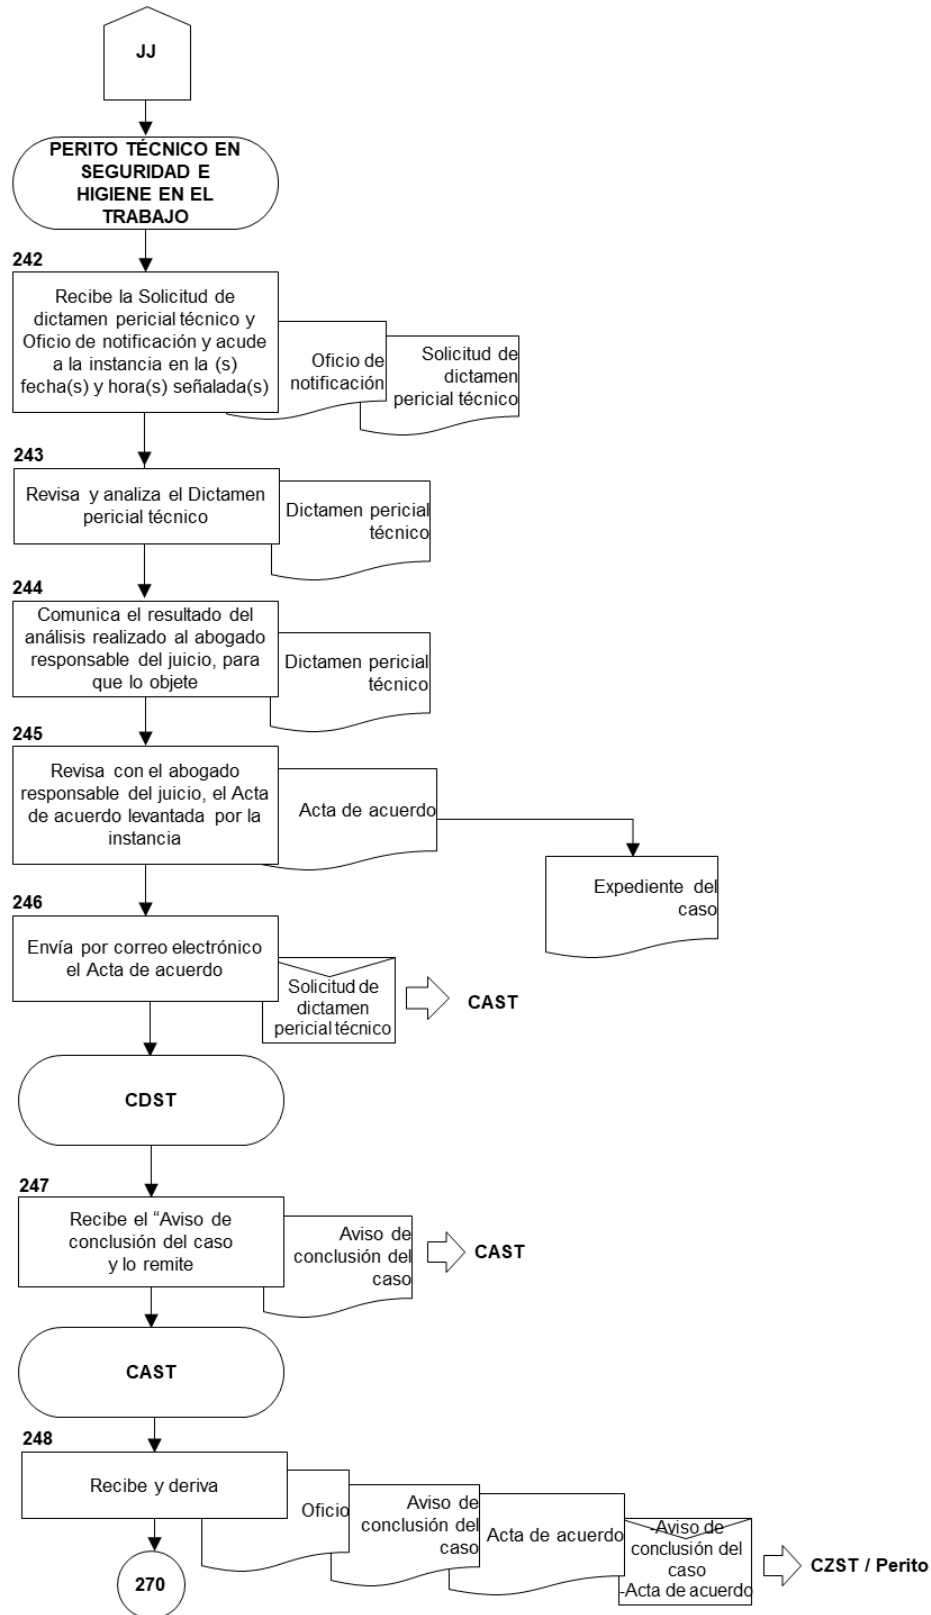 JJ
PERITO TÉCNICO EN
SEGURIDAD E
HIGIENE EN EL
TRABAJO
242
Recibe la Solicitud de
dictamen pericial técnico y
Oficio de notificación y acude
a la instancia en la (s)
fecha(s) y hora(s) señalada(s)
Oficio de
notificación
Solicitud de
dictamen
pericial técnico
243
Revisa y analiza el Dictamen
pericial técnico
Dictamen pericial
técnico
244
Comunica el resultado del
análisis realizado al abogado
responsable del juicio, para
que lo objete
Dictamen pericial
técnico
245
Revisa con el abogado
responsable del juicio, el Acta
de acuerdo levantada por la
instancia
Acta de acuerdo
Expediente del
caso
246
Envía por correo electrónico
el Acta de acuerdo
Solicitud de
dictamen
pericial técnico
CAST
CDST
247
Recibe el “Aviso de
conclusión del caso
y lo remite
Aviso de
conclusión del
caso
CAST
CAST
248
Recibe y deriva
Oficio
Aviso de
conclusión del
caso
Acta de acuerdo
-Aviso de
conclusión del
caso
-Acta de acuerdo
CZST / Perito
270